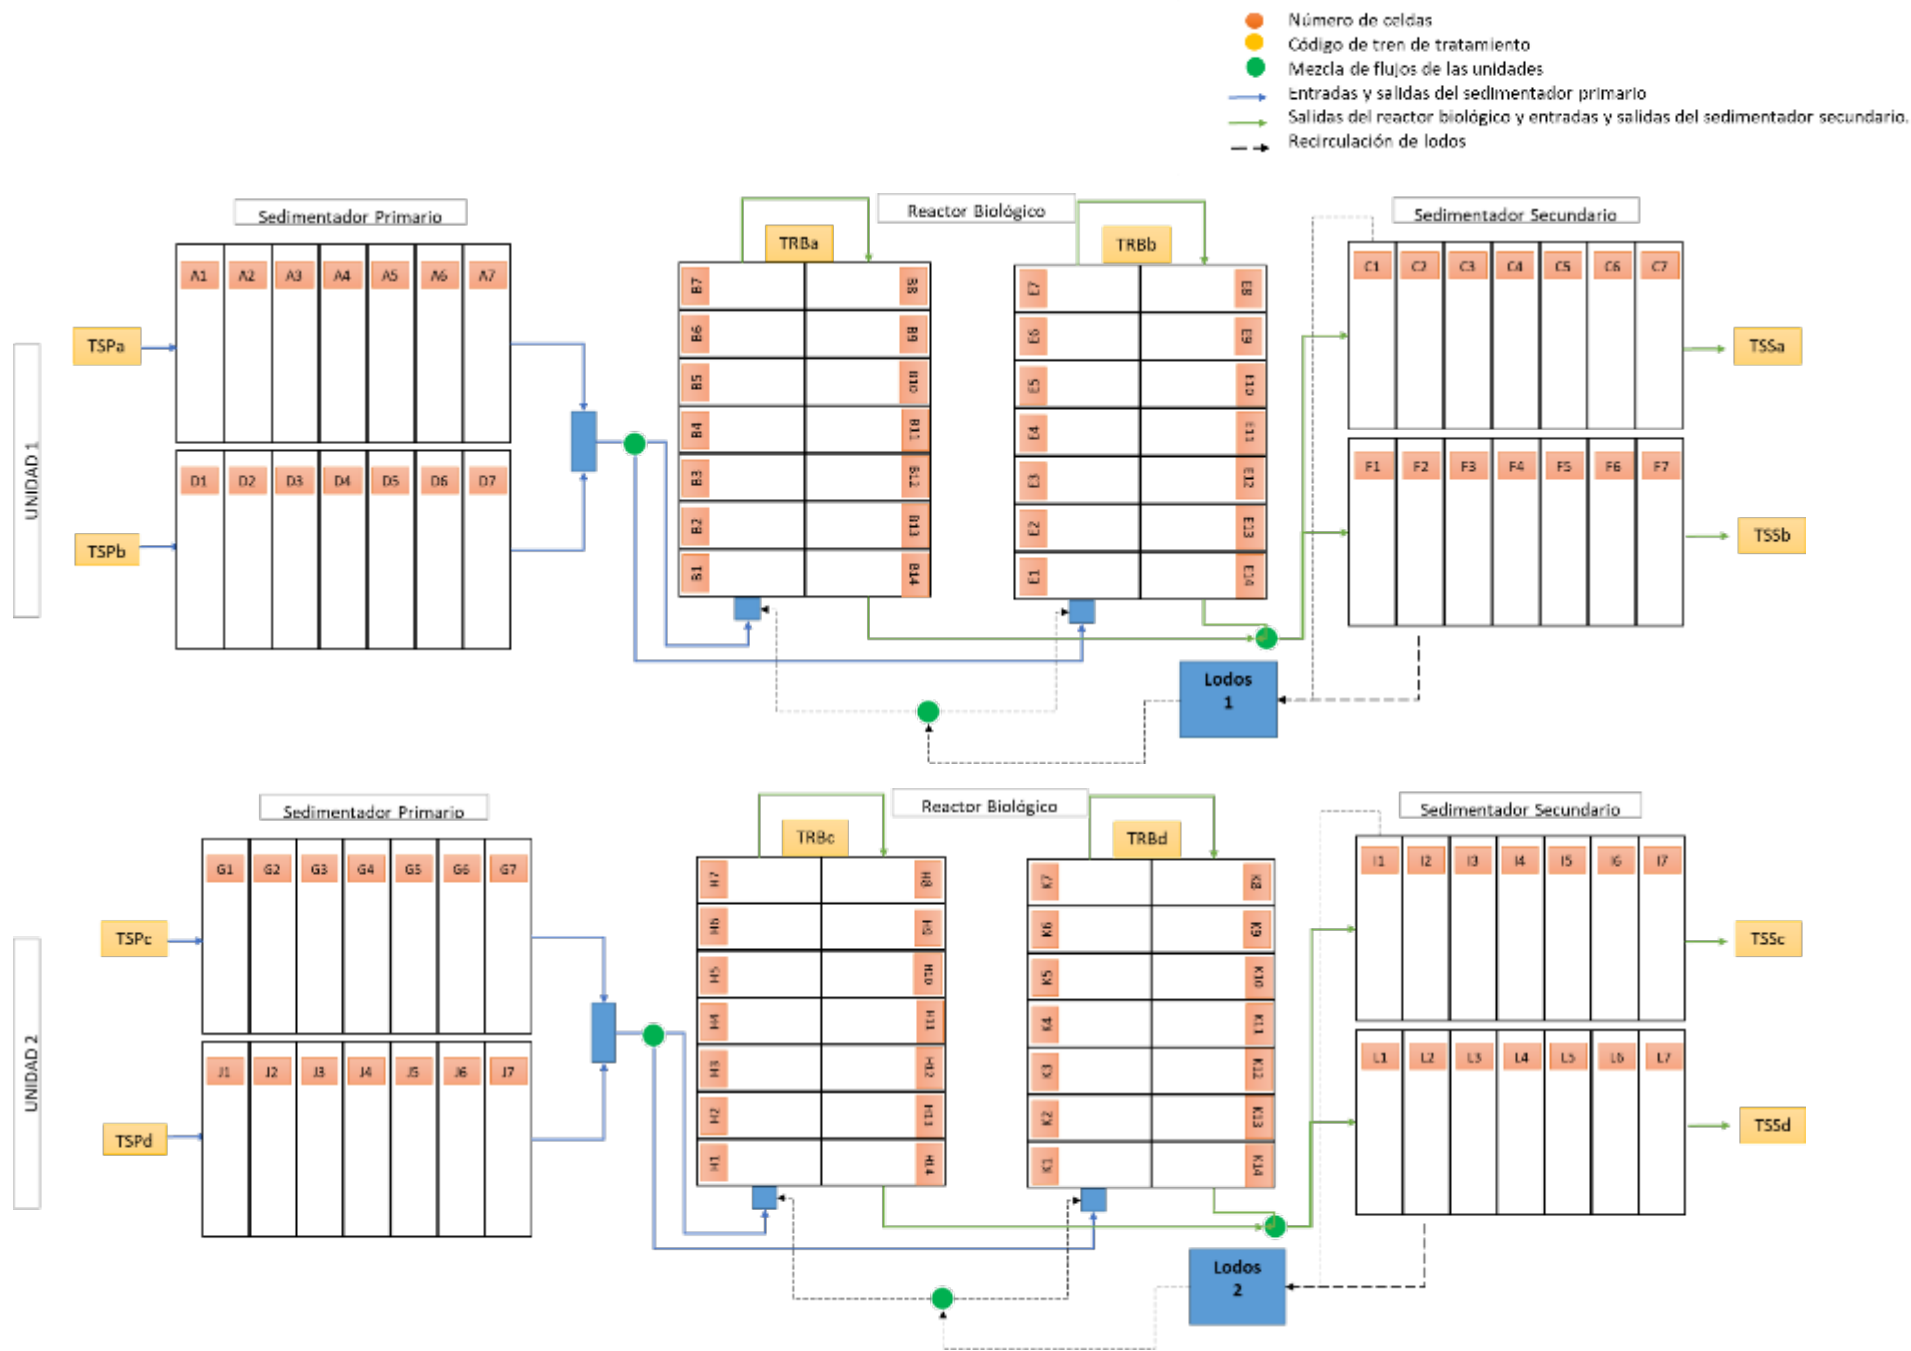 Número de celdas
Código de tren de tratamiento
Mezcla de flujos de las unidades
Entradas y salidas del sedimentador primario
Salidas del reactor biológico y entradas y salidas del sedimentador secundario.
Recirculación de lodos
UNIDAD 1
Sedimentador Primario
Reactor Biológico
Sedimentador Secundario
TSPa
TSPb
A1 A2 A3 A4 A5 A6 A7
D1 D2 D3 D4 D5 D6 D7
TRBa
B7 B8
B6 B9
B5 B10
B4 B11
B3 B12
B2 B13
B1 B14
TRBb
E7 E8
E6 E9
E5 E10
E4 E11
E3 E12
E2 E13
E1 E14
C1 C2 C3 C4 C5 C6 C7
F1 F2 F3 F4 F5 F6 F7
TSSa
TSSb
Lodos
1
UNIDAD 2
Sedimentador Primario
Reactor Biológico
Sedimentador Secundario
TSPc
TSPd
G1 G2 G3 G4 G5 G6 G7
J1 J2 J3 J4 J5 J6 J7
TRBc
H7 H8
H6 H9
H5 H10
H4 H11
H3 H12
H2 H13
H1 H14
TRBd
K7 K8
K6 K9
K5 K10
K4 K11
K3 K12
K2 K13
K1 K14
I1 I2 I3 I4 I5 I6 I7
L1 L2 L3 L4 L5 L6 L7
TSSc
TSSd
Lodos
2